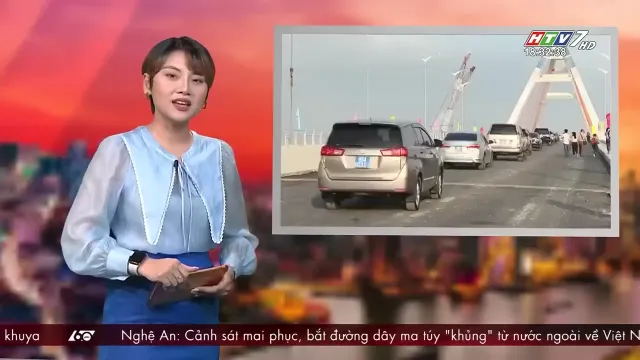 HTV7 HD
18:32:38
khuya 60 Nghệ An: Cảnh sát mai phục, bắt đường dây ma túy "khủng" từ nước ngoài về Việt N